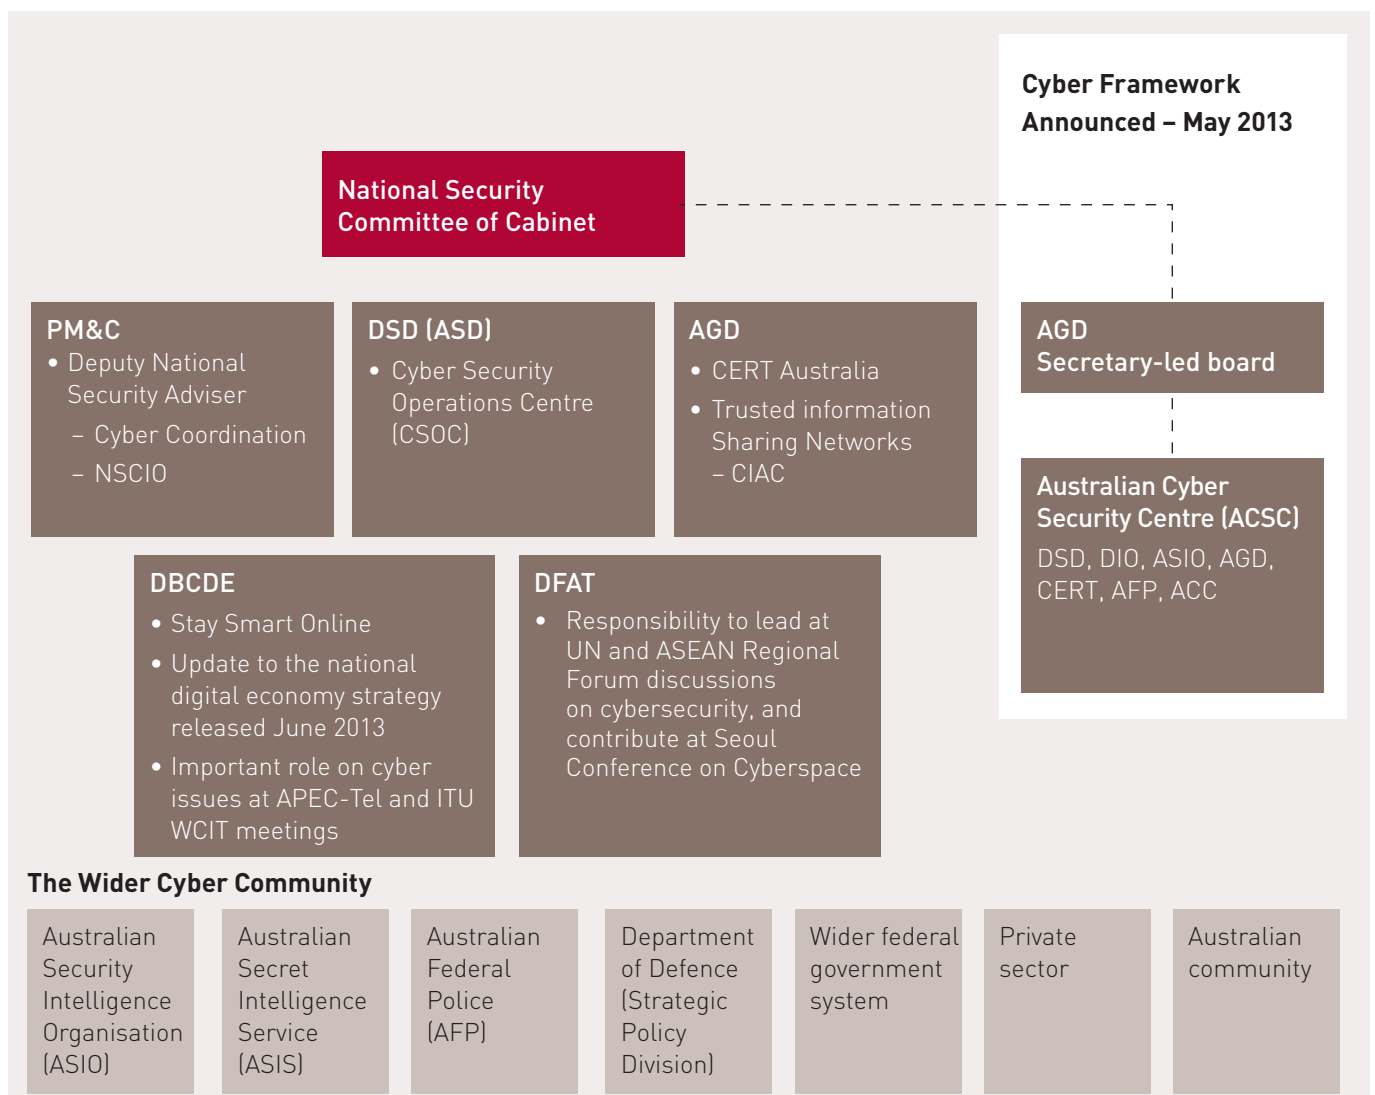 Cyber Framework
Announced – May 2013
National Security
Committee of Cabinet
PM&C
• Deputy National
Security Adviser
– Cyber Coordination
– NSCIO
DSD (ASD)
• Cyber Security
Operations Centre
(CSOC)
AGD
• CERT Australia
• Trusted information
Sharing Networks
– CIAC
AGD
Secretary-led board
Australian Cyber
Security Centre (ACSC)
DSD, DIO, ASIO, AGD,
CERT, AFP, ACC
DBCDE
• Stay Smart Online
• Update to the national
digital economy strategy
released June 2013
• Important role on cyber
issues at APEC-Tel and ITU
WCIT meetings
DFAT
• Responsibility to lead at
UN and ASEAN Regional
Forum discussions
on cybersecurity, and
contribute at Seoul
Conference on Cyberspace
The Wider Cyber Community
Australian
Security
Intelligence
Organisation
(ASIO)
Australian
Secret
Intelligence
Service
(ASIS)
Australian
Federal
Police
(AFP)
Department
of Defence
(Strategic
Policy
Division)
Wider federal
government
system
Private
sector
Australian
community